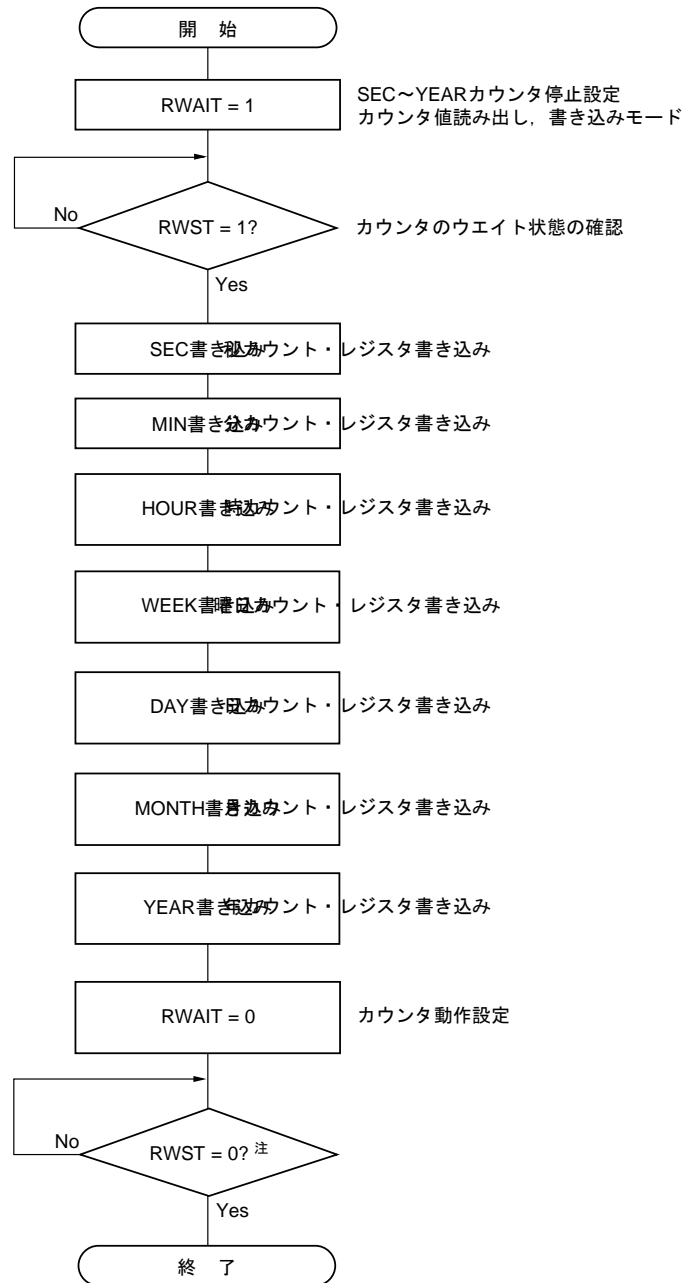 開 始
RWAIT = 1
SEC～YEARカウンタ停止設定
カウンタ値読み出し，書き込みモード
No
RWST = 1?
カウンタのウエイト状態の確認
Yes
SEC書き込み
秒カウント・レジスタ書き込み
MIN書き込み
分カウント・レジスタ書き込み
HOUR書き込み
時カウント・レジスタ書き込み
WEEK書き込み
曜日カウント・レジスタ書き込み
DAY書き込み
日カウント・レジスタ書き込み
MONTH書き込み
月カウント・レジスタ書き込み
YEAR書き込み
年カウント・レジスタ書き込み
RWAIT = 0
カウンタ動作設定
No
RWST = 0? 注
Yes
終 了